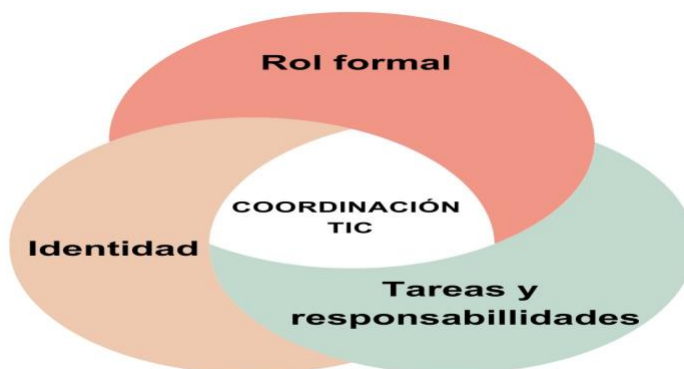 Rol formal
COORDINACIÓN
TIC
Identidad
Tareas y
responsabillidades